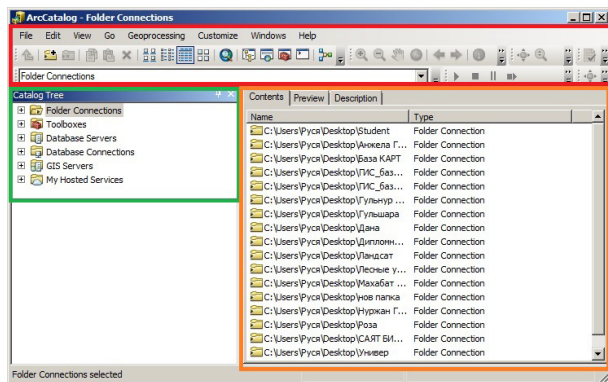 ArcCatalog - Folder Connections
File Edit View Go Geoprocessing Customize Windows Help
Folder Connections
Catalog Tree
Folder Connections
Toolboxes
Database Servers
Database Connections
GIS Servers
My Hosted Services
Contents Preview Description
Name Type
C:\Users\Руся\Desktop\Student Folder Connection
C:\Users\Руся\Desktop\Анжела Г... Folder Connection
C:\Users\Руся\Desktop\База КАРТ Folder Connection
C:\Users\Руся\Desktop\ГИС_баз... Folder Connection
C:\Users\Руся\Desktop\ГИС_баз... Folder Connection
C:\Users\Руся\Desktop\Гульнур ... Folder Connection
C:\Users\Руся\Desktop\Гульшара Folder Connection
C:\Users\Руся\Desktop\Дана Folder Connection
C:\Users\Руся\Desktop\Дипломн... Folder Connection
C:\Users\Руся\Desktop\Ландсат Folder Connection
C:\Users\Руся\Desktop\Лесные у... Folder Connection
C:\Users\Руся\Desktop\Махабат ... Folder Connection
C:\Users\Руся\Desktop\нов папка Folder Connection
C:\Users\Руся\Desktop\Нуржан Г... Folder Connection
C:\Users\Руся\Desktop\Роза Folder Connection
C:\Users\Руся\Desktop\САЯТ БИ... Folder Connection
C:\Users\Руся\Desktop\Универ Folder Connection
Folder Connections selected